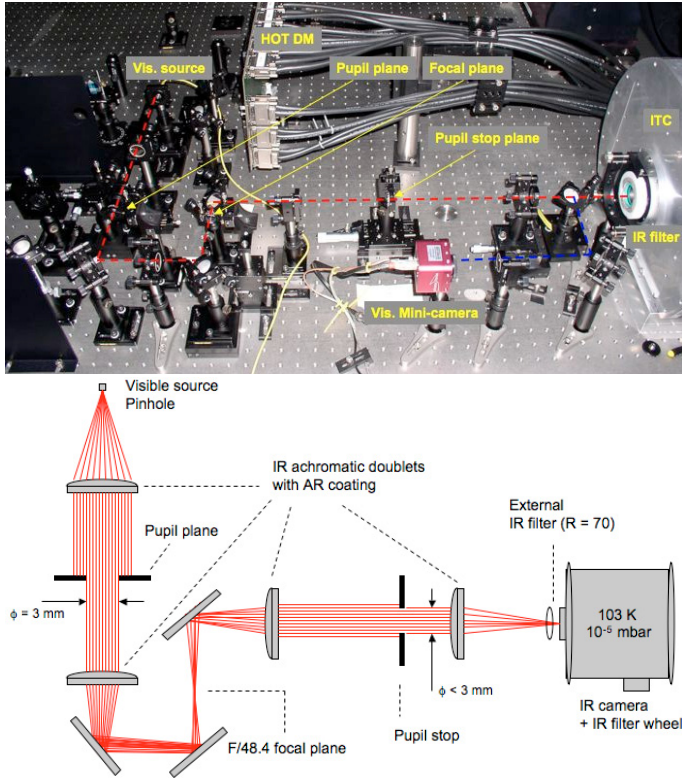 HOT DM
Vis. source
Pupil plane
Focal plane
ITC
Pupil stop plane
IR filter
Vis. Mini-camera
Visible source
Pinhole
IR achromatic doublets
with AR coating
External
IR filter (R = 70)
Pupil plane
ϕ = 3 mm
103 K
10⁻⁵ mbar
ϕ < 3 mm
IR camera
+ IR filter wheel
F/48.4 focal plane
Pupil stop